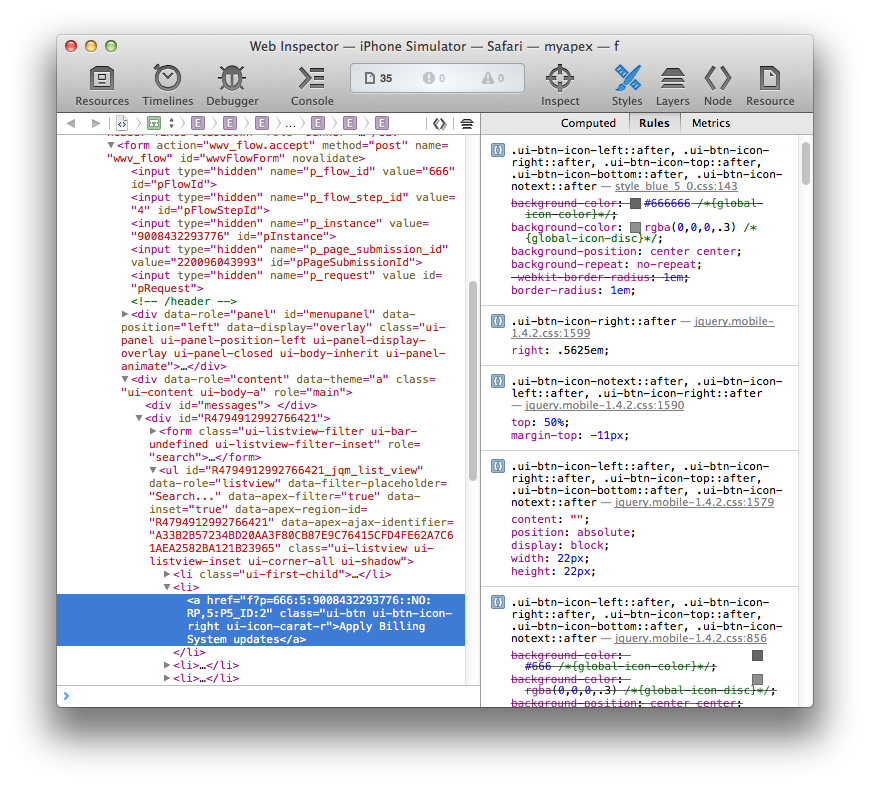 Web Inspector — iPhone Simulator — Safari — myapex — f
Resources Timelines Debugger Console 35 0 0 Inspect Styles Layers Node Resource
E E E … E E E
Computed Rules Metrics
<form action="wwv_flow.accept" method="post" name=
"wwv_flow" id="wwvFlowForm" novalidate>
<input type="hidden" name="p_flow_id" value="666"
id="pFlowId">
<input type="hidden" name="p_flow_step_id" value=
"4" id="pFlowStepId">
<input type="hidden" name="p_instance" value=
"9008432293776" id="pInstance">
<input type="hidden" name="p_page_submission_id"
value="220096043993" id="pPageSubmissionId">
<input type="hidden" name="p_request" value id=
"pRequest">
<!-- /header -->
<div data-role="panel" id="menupanel" data-
position="left" data-display="overlay" class="ui-
panel ui-panel-position-left ui-panel-display-
overlay ui-panel-closed ui-body-inherit ui-panel-
animate">…</div>
<div data-role="content" data-theme="a" class=
"ui-content ui-body-a" role="main">
<div id="messages"> </div>
<div id="R4794912992766421">
<form class="ui-listview-filter ui-bar-
undefined ui-listview-filter-inset" role=
"search">…</form>
<ul id="R4794912992766421_jqm_list_view"
data-role="listview" data-filter-placeholder=
"Search..." data-apex-filter="true" data-
inset="true" data-apex-region-id=
"R4794912992766421" data-apex-ajax-identifier=
"A33B2B57234BD20AA3F80CB87E9C76415CFD4FE62A7C6
1AEA2582BA121B23965" class="ui-listview ui-
listview-inset ui-corner-all ui-shadow">
<li class="ui-first-child">…</li>
<li>
<a href="f?p=666:5:9008432293776::NO:
RP,5:P5_ID:2" class="ui-btn ui-btn-icon-
right ui-icon-carat-r">Apply Billing
System updates</a>
</li>
<li>…</li>
<li>…</li>
.ui-btn-icon-left::after, .ui-btn-icon-
right::after, .ui-btn-icon-top::after,
.ui-btn-icon-bottom::after, .ui-btn-icon-
notext::after — style_blue_5_0.css:143
background-color: #666666 /*{global-
icon-color}*/;
background-color: rgba(0,0,0,.3) /*
{global-icon-disc}*/;
background-position: center center;
background-repeat: no-repeat;
-webkit-border-radius: 1em;
border-radius: 1em;
.ui-btn-icon-right::after — jquery.mobile-
1.4.2.css:1599
right: .5625em;
.ui-btn-icon-notext::after, .ui-btn-icon-
left::after, .ui-btn-icon-right::after
— jquery.mobile-1.4.2.css:1590
top: 50%;
margin-top: -11px;
.ui-btn-icon-left::after, .ui-btn-icon-
right::after, .ui-btn-icon-top::after,
.ui-btn-icon-bottom::after, .ui-btn-icon-
notext::after — jquery.mobile-1.4.2.css:1579
content: "";
position: absolute;
display: block;
width: 22px;
height: 22px;
.ui-btn-icon-left::after, .ui-btn-icon-
right::after, .ui-btn-icon-top::after,
.ui-btn-icon-bottom::after, .ui-btn-icon-
notext::after — jquery.mobile-1.4.2.css:856
background-color:
#666 /*{global-icon-color}*/;
background-color:
rgba(0,0,0,.3) /*{global-icon-disc}*/;
background-position: center center;